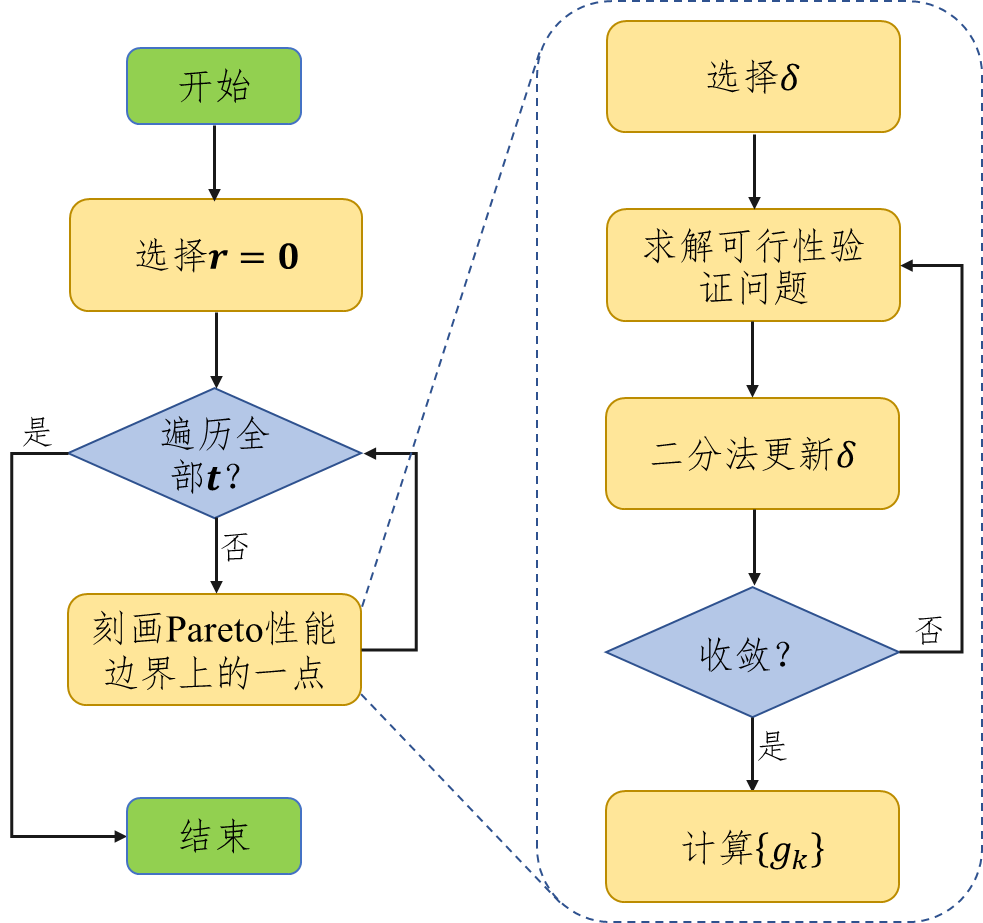 开始
选择r = 0
遍历全
部t?
是
否
刻画Pareto性能
边界上的一点
结束
选择δ
求解可行性验
证问题
二分法更新δ
收敛?
否
是
计算{g_k}